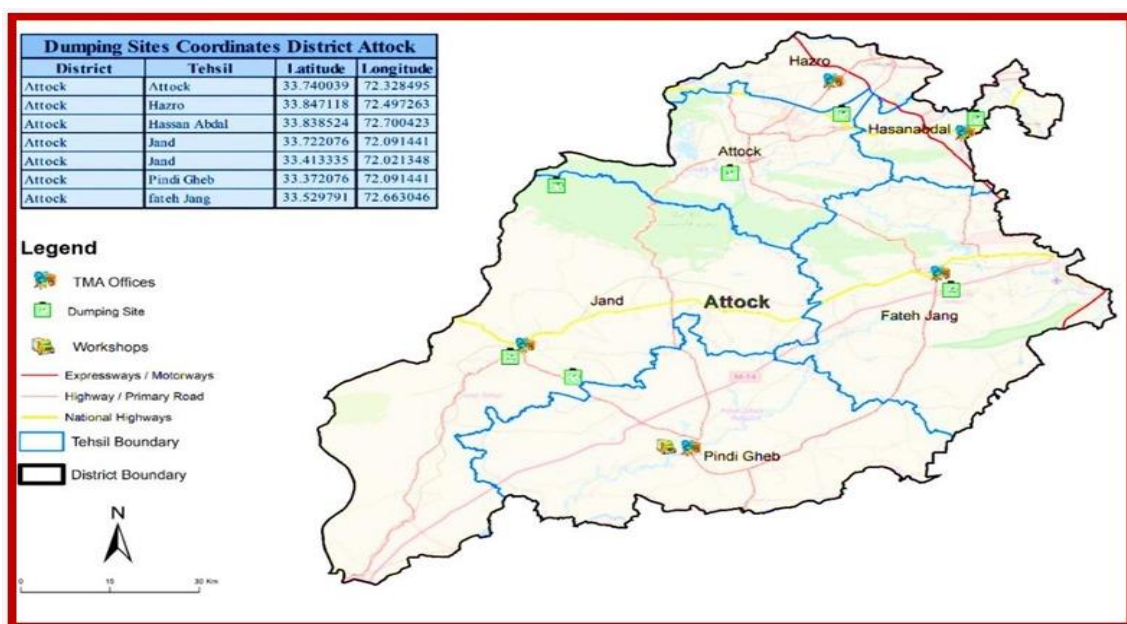 Dumping Sites Coordinates District Attock
District Tehsil Latitude Longitude
Attock Attock 33.740039 72.328495
Attock Hazro 33.847118 72.497263
Attock Hassan Abdal 33.838524 72.700423
Attock Jand 33.722076 72.091441
Attock Jand 33.413335 72.021348
Attock Pindi Gheb 33.372076 72.091441
Attock fateh Jang 33.529791 72.663046
Legend
TMA Offices
Dumping Site
Workshops
Expressways / Motorways
Highway / Primary Road
National Highways
Tehsil Boundary
District Boundary
N
0 15 30 Km
Hazro
Hasanabdal
Attock
Jand
Attock
Fateh Jang
M-14
Pindi Gheb